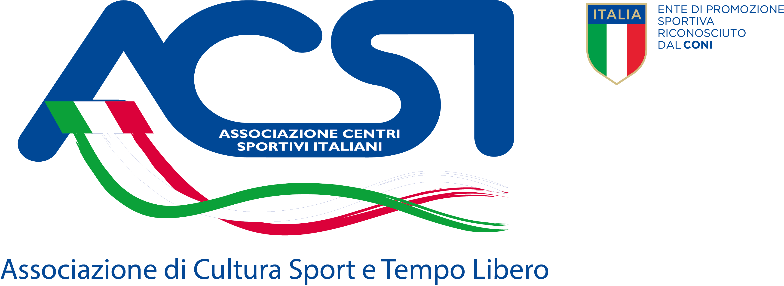 ACSI
ASSOCIAZIONE CENTRI
SPORTIVI ITALIANI
Associazione di Cultura Sport e Tempo Libero
ITALIA
ENTE DI PROMOZIONE
SPORTIVA
RICONOSCIUTO
DAL CONI